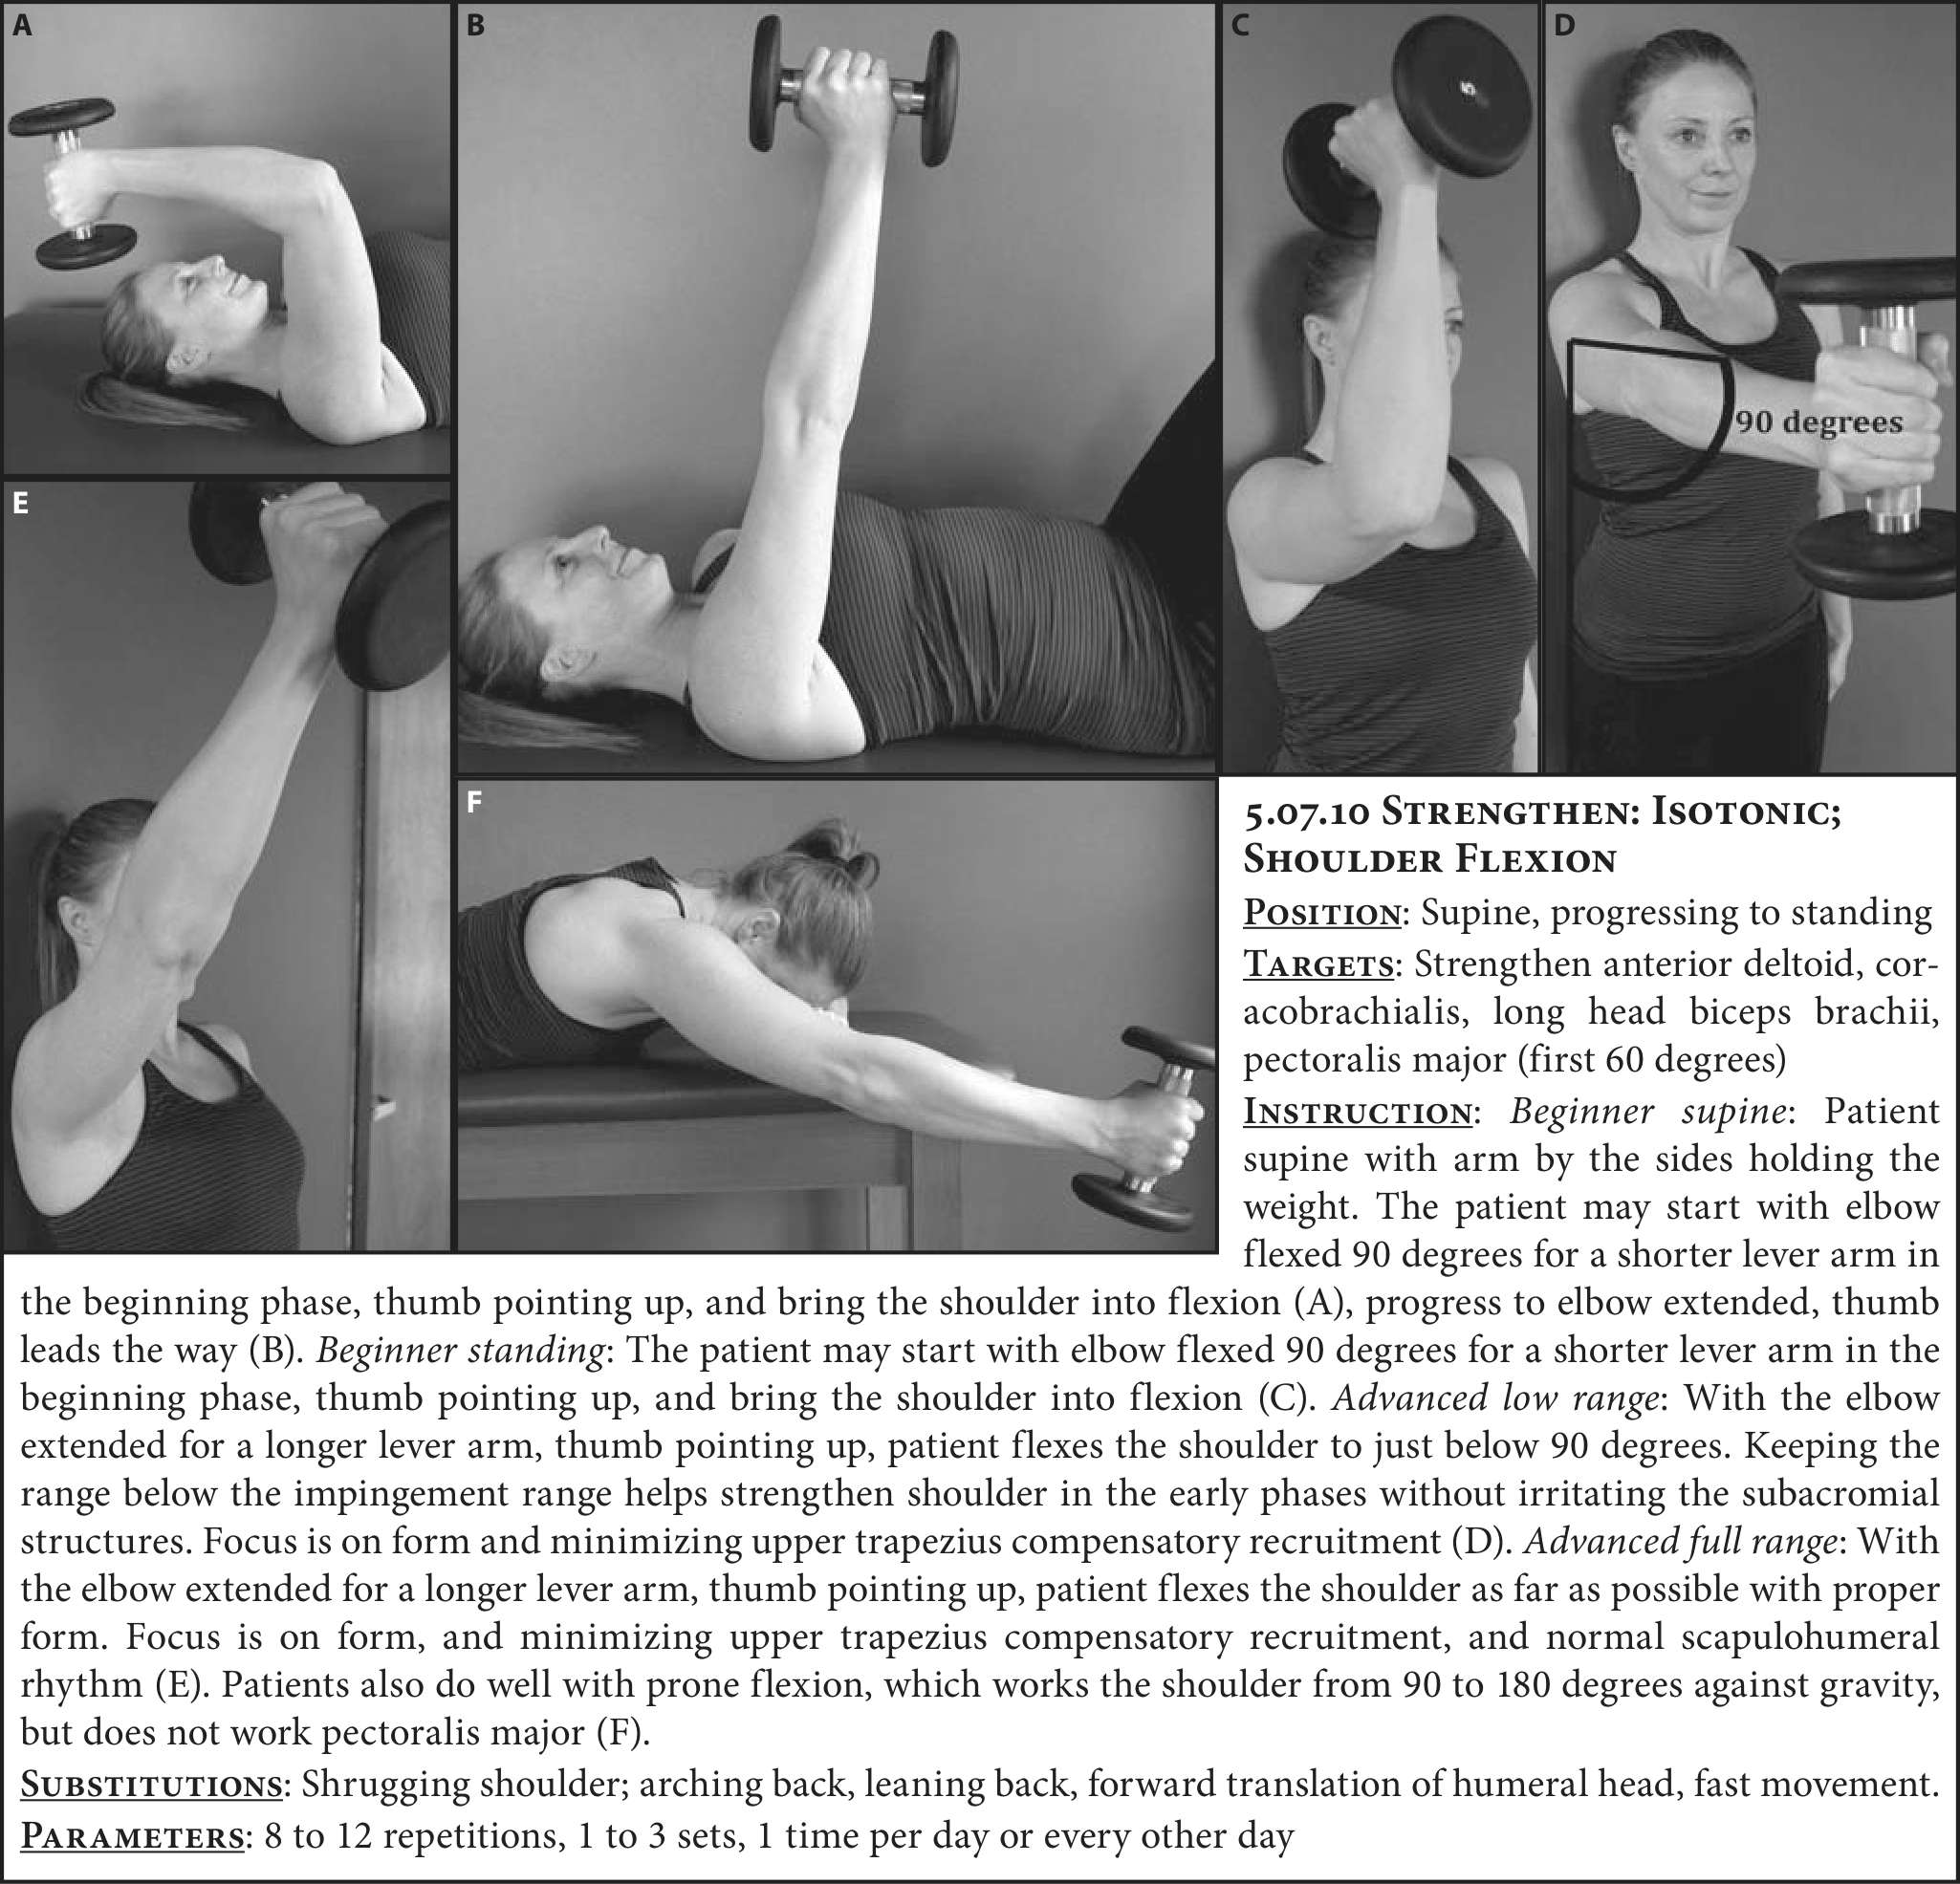 A
B
C
D
90 degrees
E
F
5.07.10 Strengthen: Isotonic;
Shoulder Flexion
Position: Supine, progressing to standing
Targets: Strengthen anterior deltoid, cor-
acobrachialis, long head biceps brachii,
pectoralis major (first 60 degrees)
Instruction: Beginner supine: Patient
supine with arm by the sides holding the
weight. The patient may start with elbow
flexed 90 degrees for a shorter lever arm in
the beginning phase, thumb pointing up, and bring the shoulder into flexion (A), progress to elbow extended, thumb
leads the way (B). Beginner standing: The patient may start with elbow flexed 90 degrees for a shorter lever arm in the
beginning phase, thumb pointing up, and bring the shoulder into flexion (C). Advanced low range: With the elbow
extended for a longer lever arm, thumb pointing up, patient flexes the shoulder to just below 90 degrees. Keeping the
range below the impingement range helps strengthen shoulder in the early phases without irritating the subacromial
structures. Focus is on form and minimizing upper trapezius compensatory recruitment (D). Advanced full range: With
the elbow extended for a longer lever arm, thumb pointing up, patient flexes the shoulder as far as possible with proper
form. Focus is on form, and minimizing upper trapezius compensatory recruitment, and normal scapulohumeral
rhythm (E). Patients also do well with prone flexion, which works the shoulder from 90 to 180 degrees against gravity,
but does not work pectoralis major (F).
Substitutions: Shrugging shoulder; arching back, leaning back, forward translation of humeral head, fast movement.
Parameters: 8 to 12 repetitions, 1 to 3 sets, 1 time per day or every other day